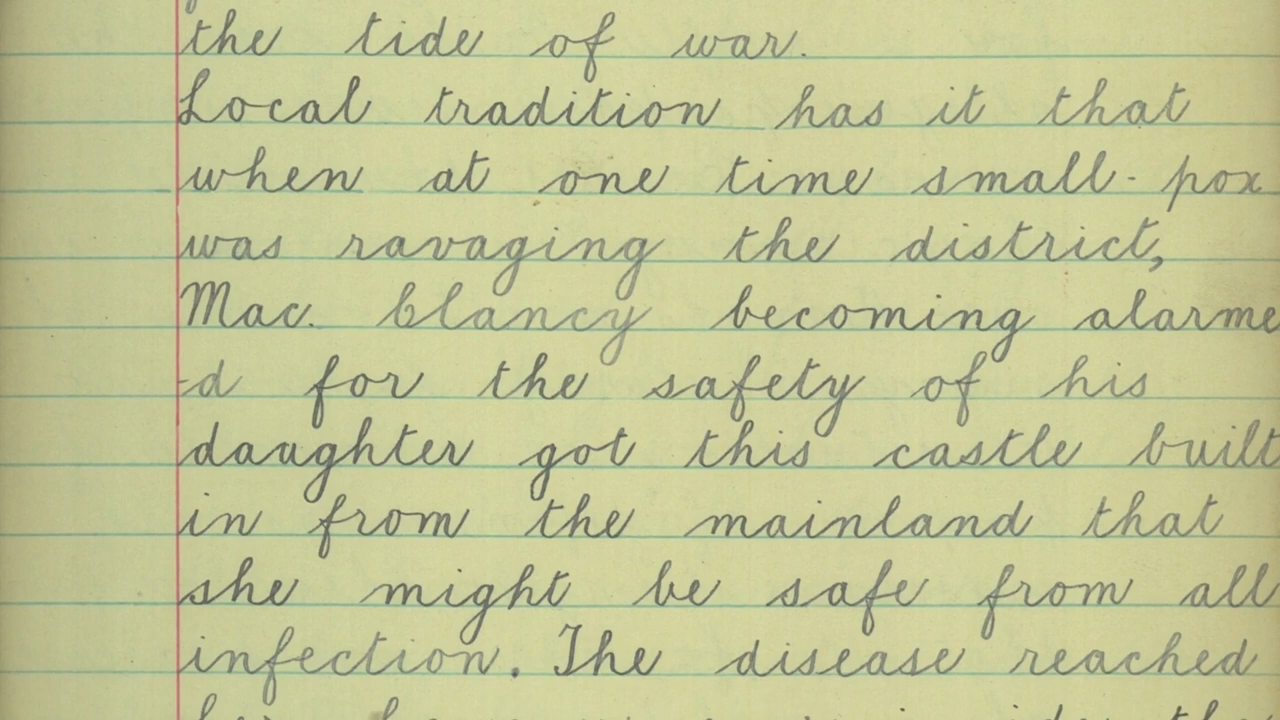 the tide of war.
Local tradition has it that
when at one time small-pox
was ravaging the district,
Mac. Clancy becoming alarme
-d for the safety of his
daughter got this castle built
in from the mainland that
she might be safe from all
infection. The disease reached